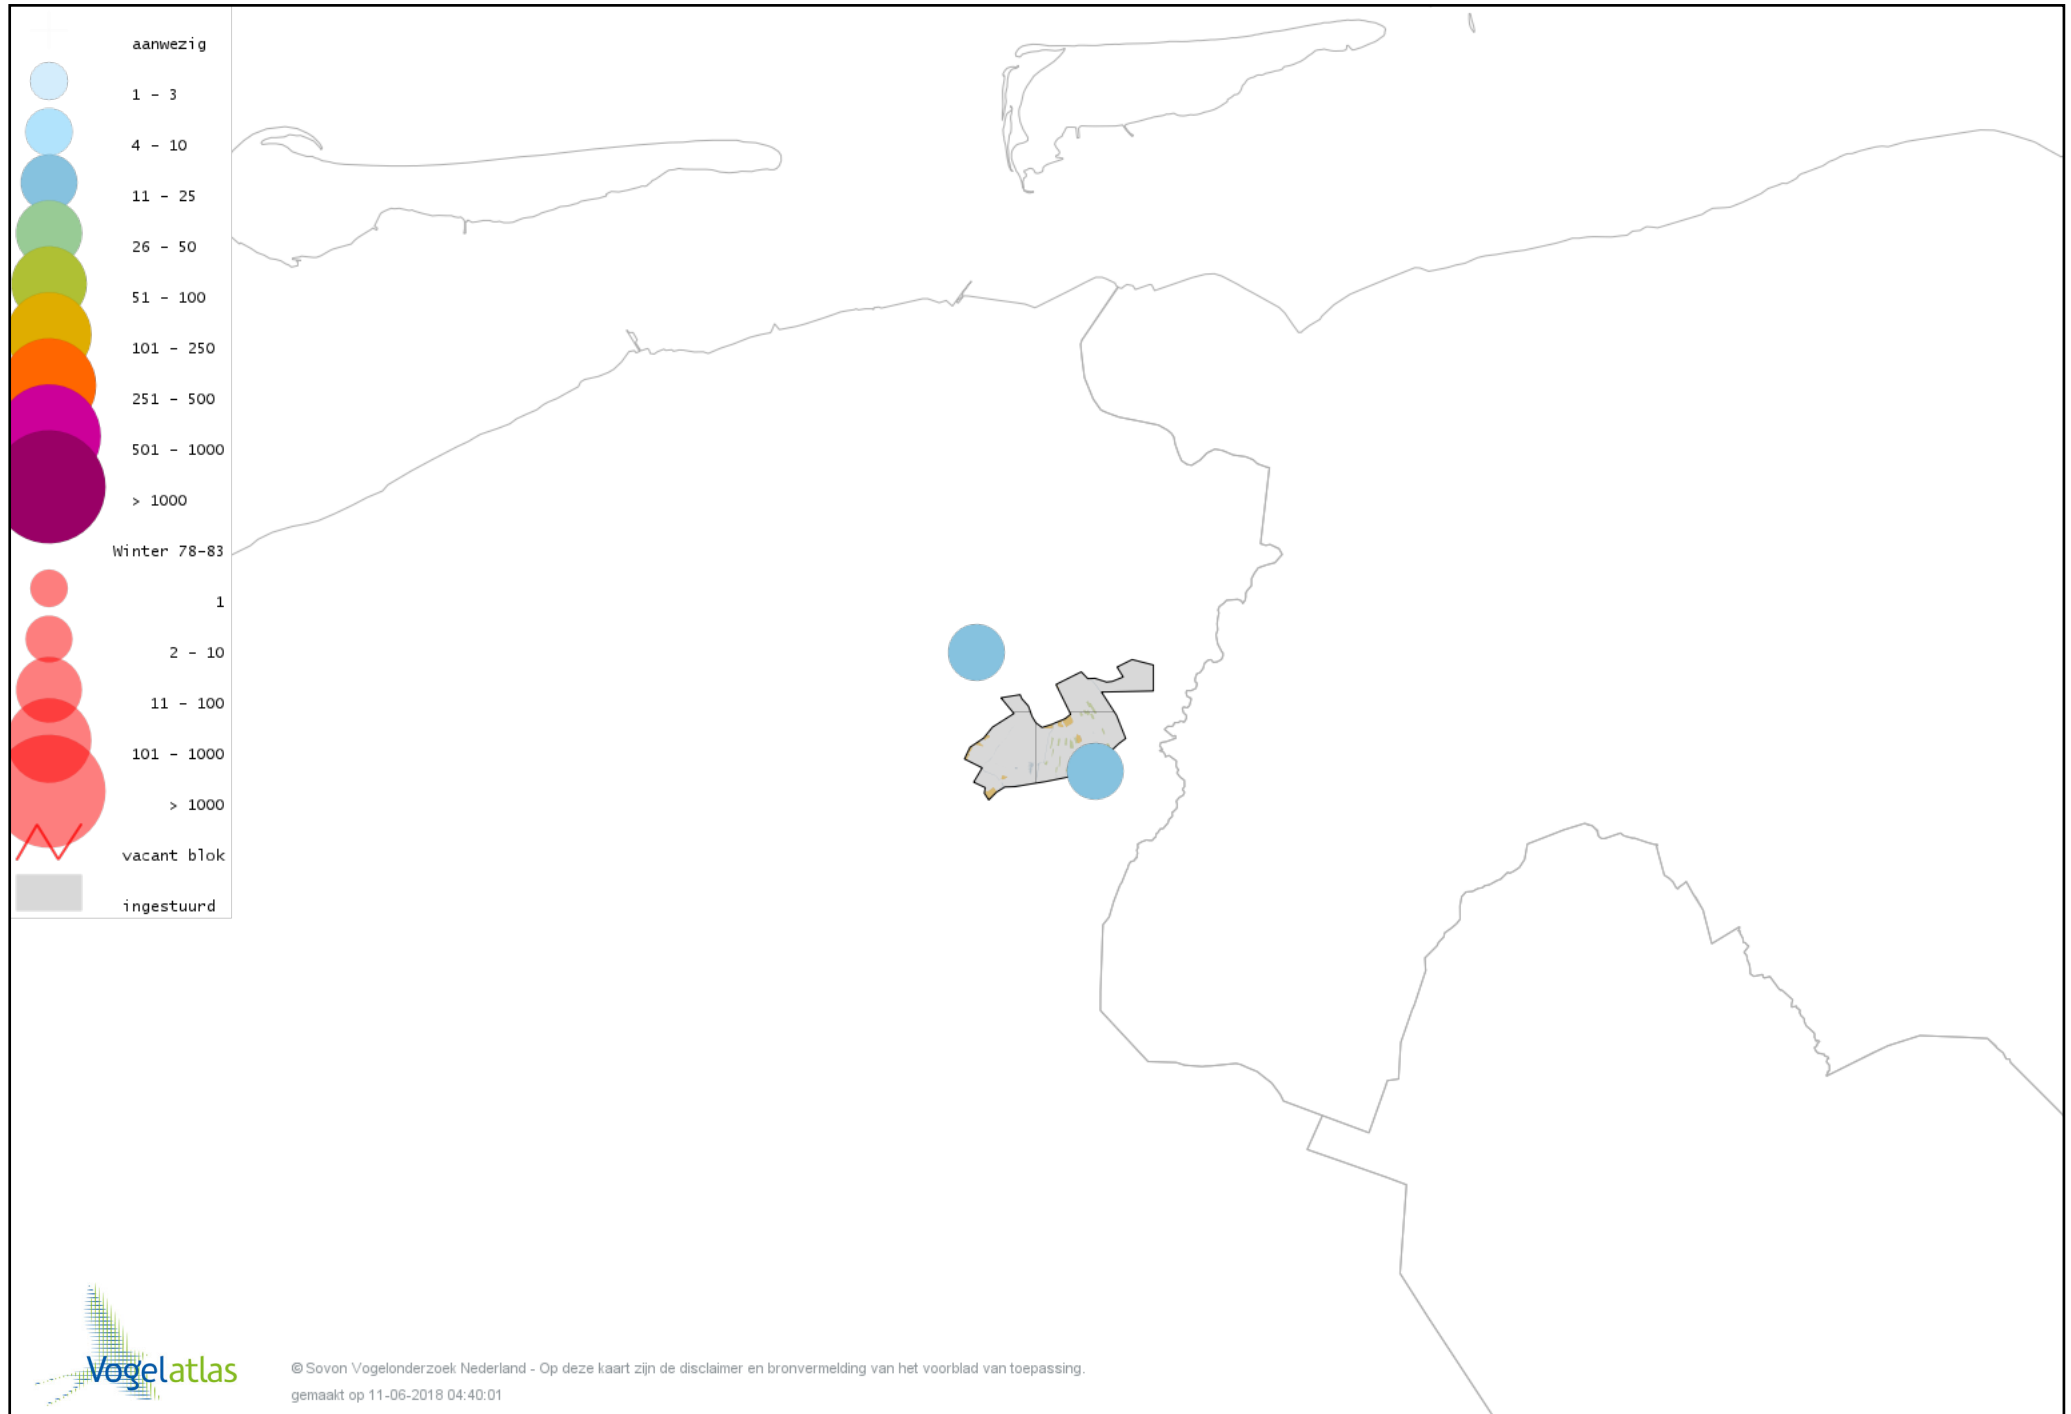 aanwezig
1 - 3
4 - 10
11 - 25
26 - 50
51 - 100
101 - 250
251 - 500
501 - 1000
> 1000
Winter 78-83
1
2 - 10
11 - 100
101 - 1000
> 1000
vacant blok
ingestuurd
Vogelatlas
© Sovon Vogelonderzoek Nederland - Op deze kaart zijn de disclaimer en bronvermelding van het voorblad van toepassing.
gemaakt op 11-06-2018 04:40:01